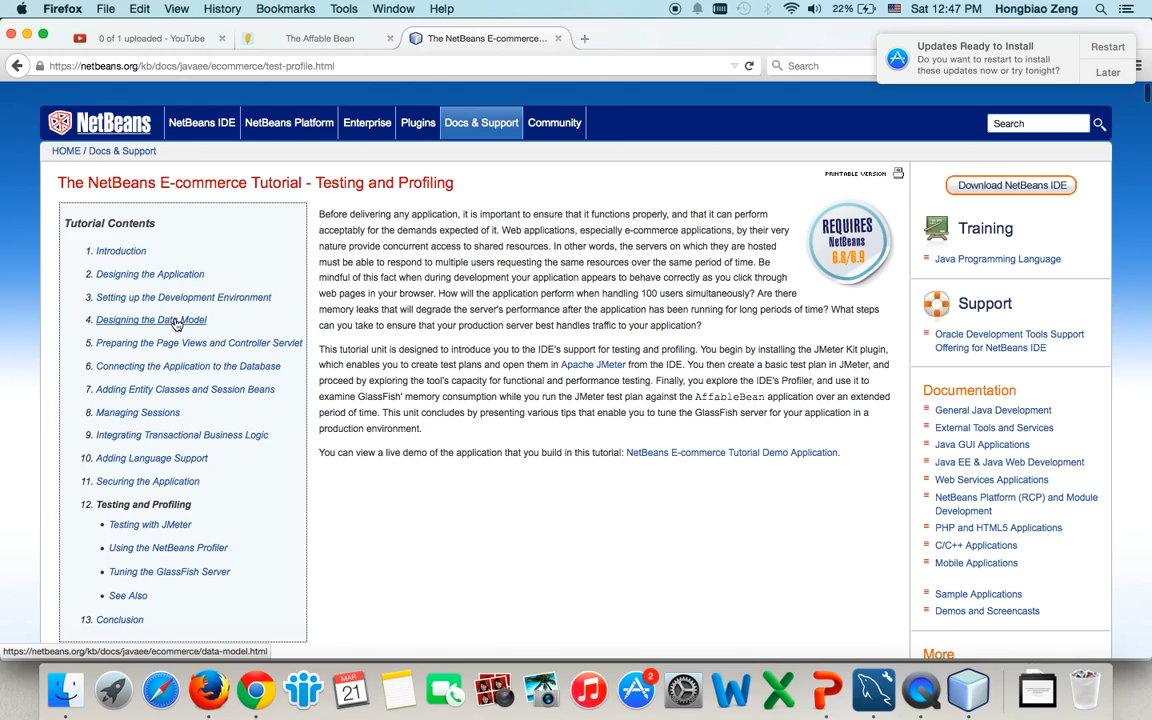 Firefox File Edit View History Bookmarks Tools Window Help 22% Sat 12:47 PM Hongbiao Zeng
0 of 1 uploaded - YouTube The Affable Bean The NetBeans E-commerce...
https://netbeans.org/kb/docs/javaee/ecommerce/test-profile.html Search
Updates Ready to Install
Do you want to restart to install
these updates now or try tonight?
Restart
Later
NetBeans NetBeans IDE NetBeans Platform Enterprise Plugins Docs & Support Community Search
HOME / Docs & Support
The NetBeans E-commerce Tutorial - Testing and Profiling
PRINTABLE VERSION
Tutorial Contents
1. Introduction
2. Designing the Application
3. Setting up the Development Environment
4. Designing the Data Model
5. Preparing the Page Views and Controller Servlet
6. Connecting the Application to the Database
7. Adding Entity Classes and Session Beans
8. Managing Sessions
9. Integrating Transactional Business Logic
10. Adding Language Support
11. Securing the Application
12. Testing and Profiling
• Testing with JMeter
• Using the NetBeans Profiler
• Tuning the GlassFish Server
• See Also
13. Conclusion
Before delivering any application, it is important to ensure that it functions properly, and that it can perform
acceptably for the demands expected of it. Web applications, especially e-commerce applications, by their very
nature provide concurrent access to shared resources. In other words, the servers on which they are hosted
must be able to respond to multiple users requesting the same resources over the same period of time. Be
mindful of this fact when during development your application appears to behave correctly as you click through
web pages in your browser. How will the application perform when handling 100 users simultaneously? Are there
memory leaks that will degrade the server's performance after the application has been running for long periods of time? What steps
can you take to ensure that your production server best handles traffic to your application?
REQUIRES
NetBeans
6.8/6.9
This tutorial unit is designed to introduce you to the IDE's support for testing and profiling. You begin by installing the JMeter Kit plugin,
which enables you to create test plans and open them in Apache JMeter from the IDE. You then create a basic test plan in JMeter, and
proceed by exploring the tool's capacity for functional and performance testing. Finally, you explore the IDE's Profiler, and use it to
examine GlassFish' memory consumption while you run the JMeter test plan against the AffableBean application over an extended
period of time. This unit concludes by presenting various tips that enable you to tune the GlassFish server for your application in a
production environment.
You can view a live demo of the application that you build in this tutorial: NetBeans E-commerce Tutorial Demo Application.
Download NetBeans IDE
Training
Java Programming Language
Support
Oracle Development Tools Support
Offering for NetBeans IDE
Documentation
General Java Development
External Tools and Services
Java GUI Applications
Java EE & Java Web Development
Web Services Applications
NetBeans Platform (RCP) and Module
Development
PHP and HTML5 Applications
C/C++ Applications
Mobile Applications
Sample Applications
Demos and Screencasts
More
https://netbeans.org/kb/docs/javaee/ecommerce/data-model.html
MAR
21
2